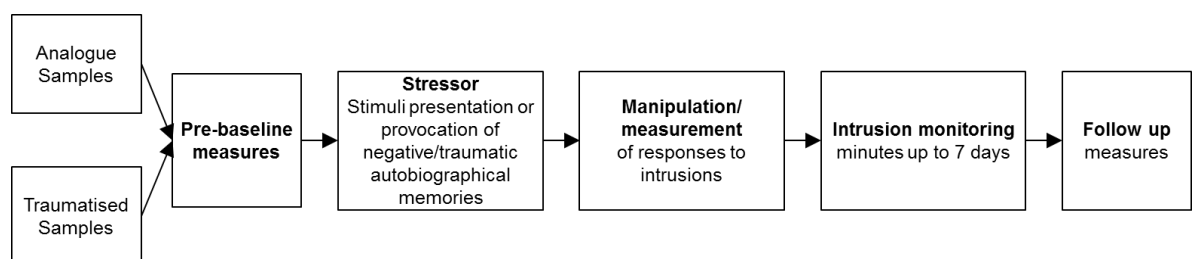 Analogue
Samples
Traumatised
Samples
Pre-baseline
measures
Stressor
Stimuli presentation or
provocation of
negative/traumatic
autobiographical
memories
Manipulation/
measurement
of responses to
intrusions
Intrusion monitoring
minutes up to 7 days
Follow up
measures